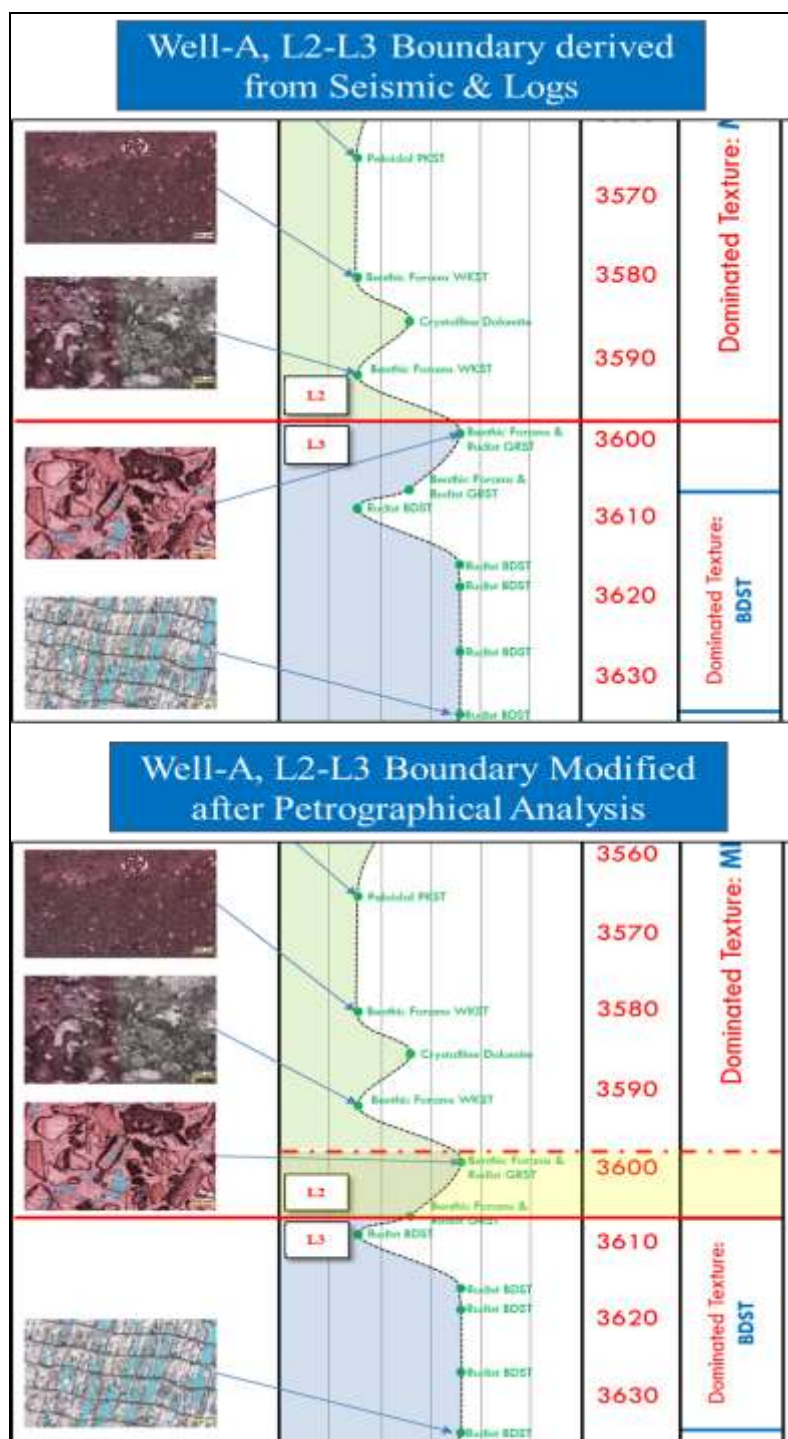 Well-A, L2-L3 Boundary derived
from Seismic & Logs
Peloidal PKST
3570
Benthic Forams WKST
3580
Crystalline Dolomite
3590
Benthic Forams WKST
L2
L3
Benthic Forams &
Rudist GRST
3600
Benthic Forams &
Rudist GRST
Rudist BDST
3610
Rudist BDST
Rudist BDST
3620
Rudist BDST
3630
Rudist BDST
Dominated Texture:
Dominated Texture:
BDST
Well-A, L2-L3 Boundary Modified
after Petrographical Analysis
3560
Peloidal PKST
3570
Benthic Forams WKST
3580
Crystalline Dolomite
3590
Benthic Forams WKST
Benthic Forams &
Rudist GRST
3600
L2
Benthic Forams &
Rudist GRST
L3
Rudist BDST
3610
Rudist BDST
Rudist BDST
3620
Rudist BDST
3630
Rudist BDST
Dominated Texture:
Dominated Texture:
BDST